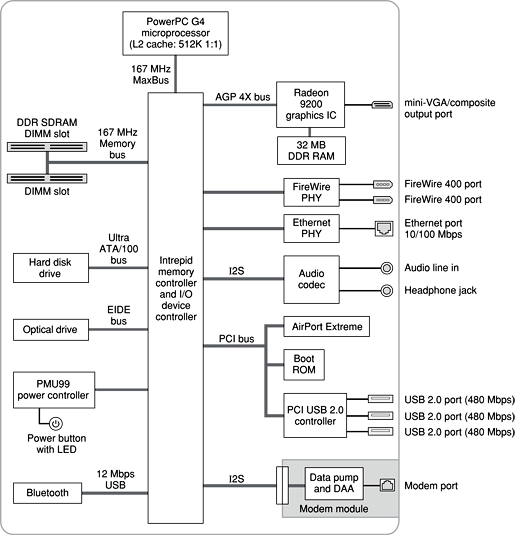 PowerPC G4
microprocessor
(L2 cache: 512K 1:1)
167 MHz
MaxBus
AGP 4X bus
Radeon
9200
graphics IC
mini-VGA/composite
output port
32 MB
DDR RAM
DDR SDRAM
DIMM slot
167 MHz
Memory
bus
DIMM slot
FireWire
PHY
FireWire 400 port
FireWire 400 port
Ethernet
PHY
Ethernet port
10/100 Mbps
Ultra
ATA/100
bus
Hard disk
drive
Intrepid
memory
controller
and I/O
device
controller
I2S
Audio
codec
Audio line in
Headphone jack
EIDE
bus
Optical drive
PCI bus
AirPort Extreme
Boot
ROM
PMU99
power controller
Power button
with LED
PCI USB 2.0
controller
USB 2.0 port (480 Mbps)
USB 2.0 port (480 Mbps)
USB 2.0 port (480 Mbps)
12 Mbps
USB
Bluetooth
I2S
Data pump
and DAA
Modem port
Modem module